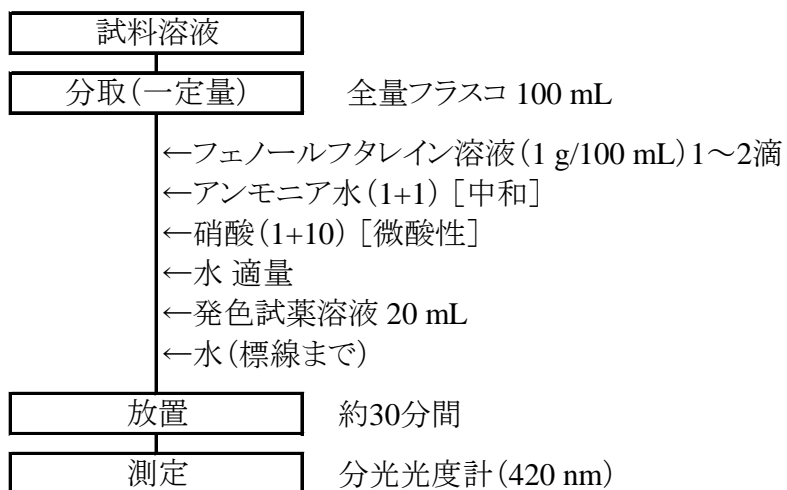 試料溶液
分取(一定量) 全量フラスコ 100 mL
←フェノールフタレイン溶液(1 g/100 mL)1～2滴
←アンモニア水(1+1)[中和]
←硝酸(1+10)[微酸性]
←水 適量
←発色試薬溶液 20 mL
←水(標線まで)
放置 約30分間
測定 分光光度計(420 nm)